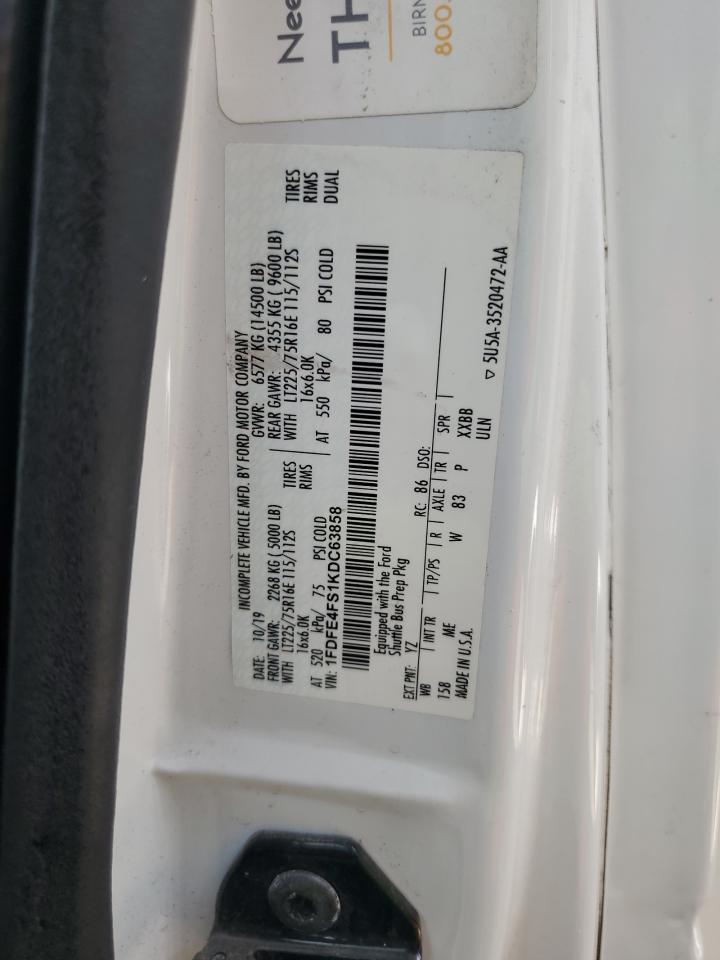 Nee
TH
BIRN
800.
INCOMPLETE VEHICLE MFD. BY FORD MOTOR COMPANY
DATE: 10/19 GVWR: 6577 KG (14500 LB)
FRONT GAWR: 2268 KG ( 5000 LB) REAR GAWR: 4355 KG ( 9600 LB)
WITH LT225/75R16E 115/112S TIRES WITH LT225/75R16E 115/112S TIRES
16x6.0K RIMS 16x6.0K RIMS
AT 520 kPa/ 75 PSI COLD AT 550 kPa/ 80 PSI COLD DUAL
VIN: 1FDFE4FS1KDC63858
Equipped with the Ford
Shuttle Bus Prep Pkg
EXT PNT: YZ RC: 86 DSO:
WB INT TR TP/PS R AXLE TR SPR
158 ME W 83 P XXBB
MADE IN U.S.A. ULN
▽ 5U5A-3520472-AA